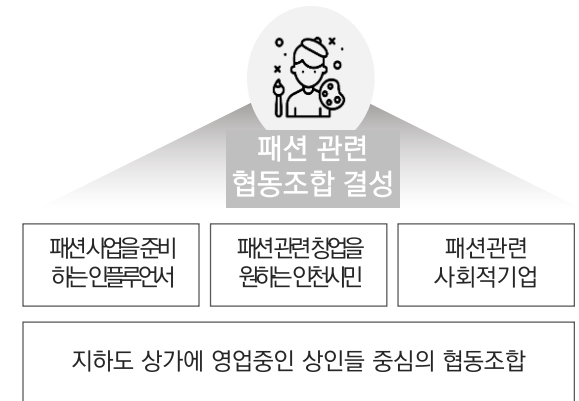 패션 관련
협동조합 결성
패션사업을 준비
하는 인플루언서
패션 관련 창업을
원하는 인천시민
패션관련
사회적기업
지하도 상가에 영업중인 상인들 중심의 협동조합